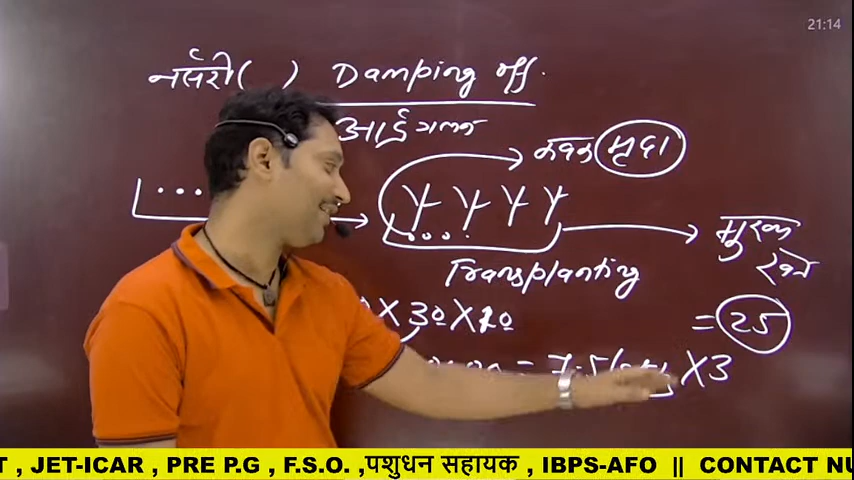 21:14
नर्सरी( ) Damping off.
आर्द्र गलन
कवक मृदा
Transplanting
मुख्य
खेत
X 30 X 20
= 25
= 7.5 X 3
T , JET-ICAR , PRE P.G , F.S.O. ,पशुधन सहायक , IBPS-AFO || CONTACT NU